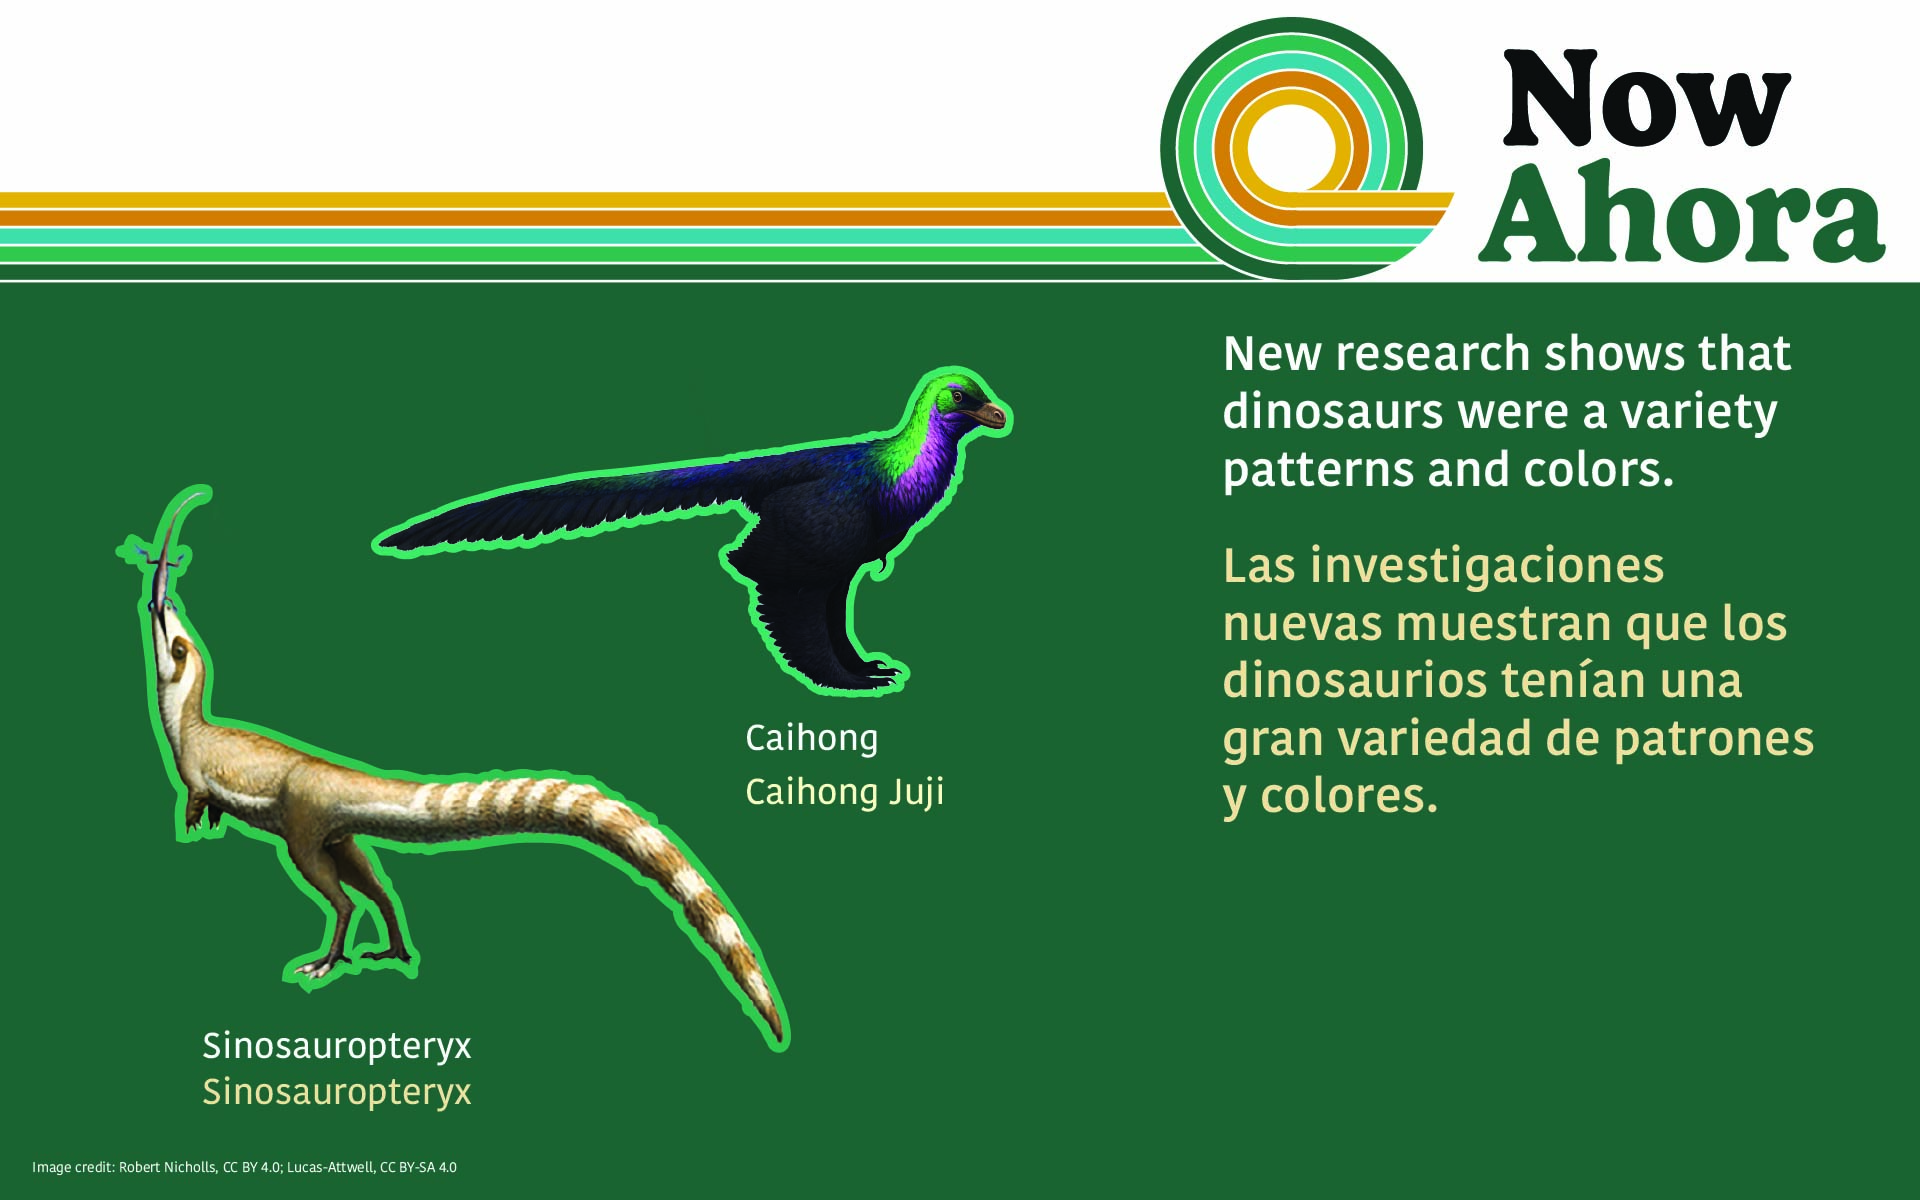 Now
Ahora
New research shows that
dinosaurs were a variety
patterns and colors.
Las investigaciones
nuevas muestran que los
dinosaurios tenían una
gran variedad de patrones
y colores.
Caihong
Caihong Juji
Sinosauropteryx
Sinosauropteryx
Image credit: Robert Nicholls, CC BY 4.0; Lucas-Attwell, CC BY-SA 4.0